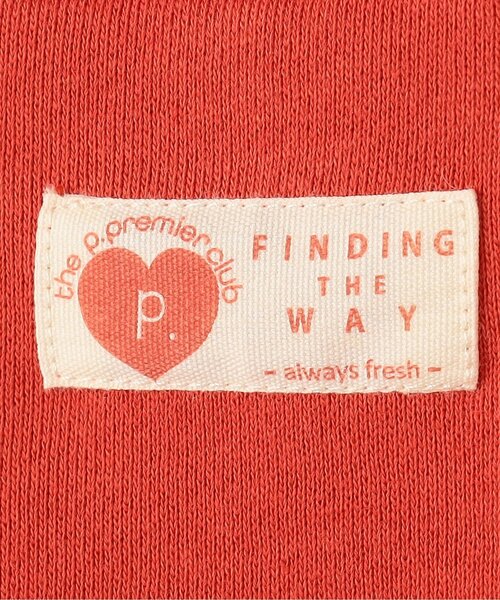 the p.premier club
p.
FINDING
THE
WAY
- always fresh -